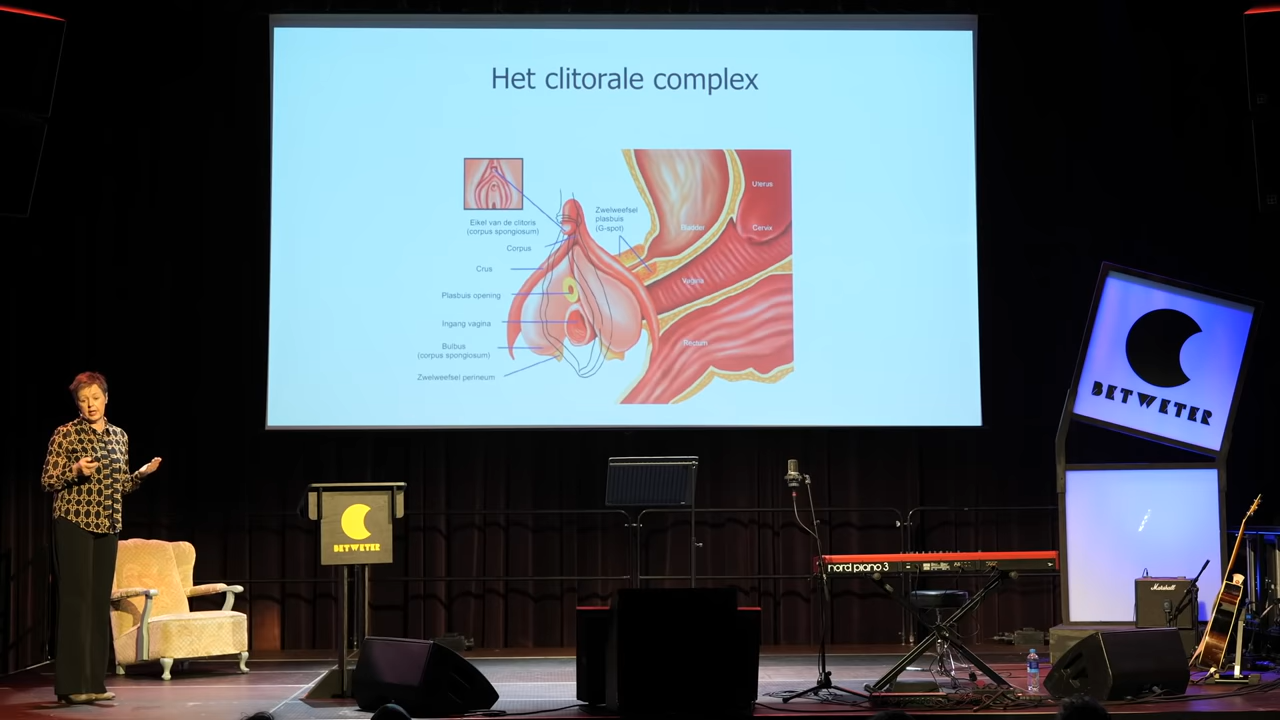 Het clitorale complex
Eikel van de clitoris
(corpus spongiosum)
Corpus
Crus
Plasbuis opening
Ingang vagina
Bulbus
(corpus spongiosum)
Zwelweefsel perineum
Zwelweefsel
plasbuis
(G-spot)
Bladder
Uterus
Cervix
Vagina
Rectum
BETWETER
BETWETER
nord piano 3
Marshall